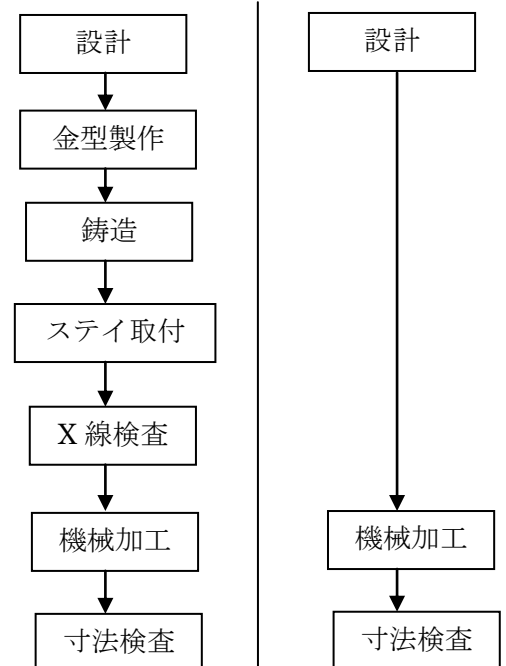 設計
金型製作
鋳造
ステイ取付
X 線検査
機械加工
寸法検査
設計
機械加工
寸法検査